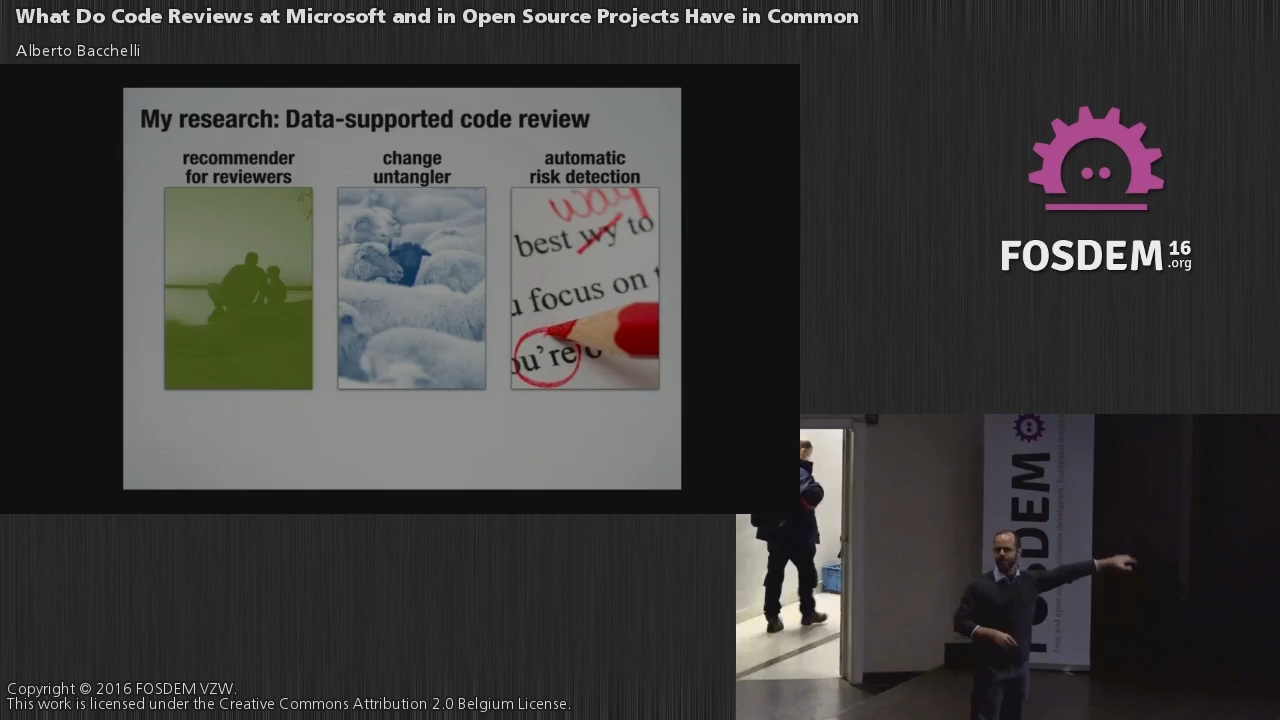 What Do Code Reviews at Microsoft and in Open Source Projects Have in Common
Alberto Bacchelli
My research: Data-supported code review
recommender
for reviewers
change
untangler
automatic
risk detection
way
best wy to
focus on
ou're
FOSDEM 16
.org
FOSDEM
Copyright © 2016 FOSDEM VZW.
This work is licensed under the Creative Commons Attribution 2.0 Belgium License.